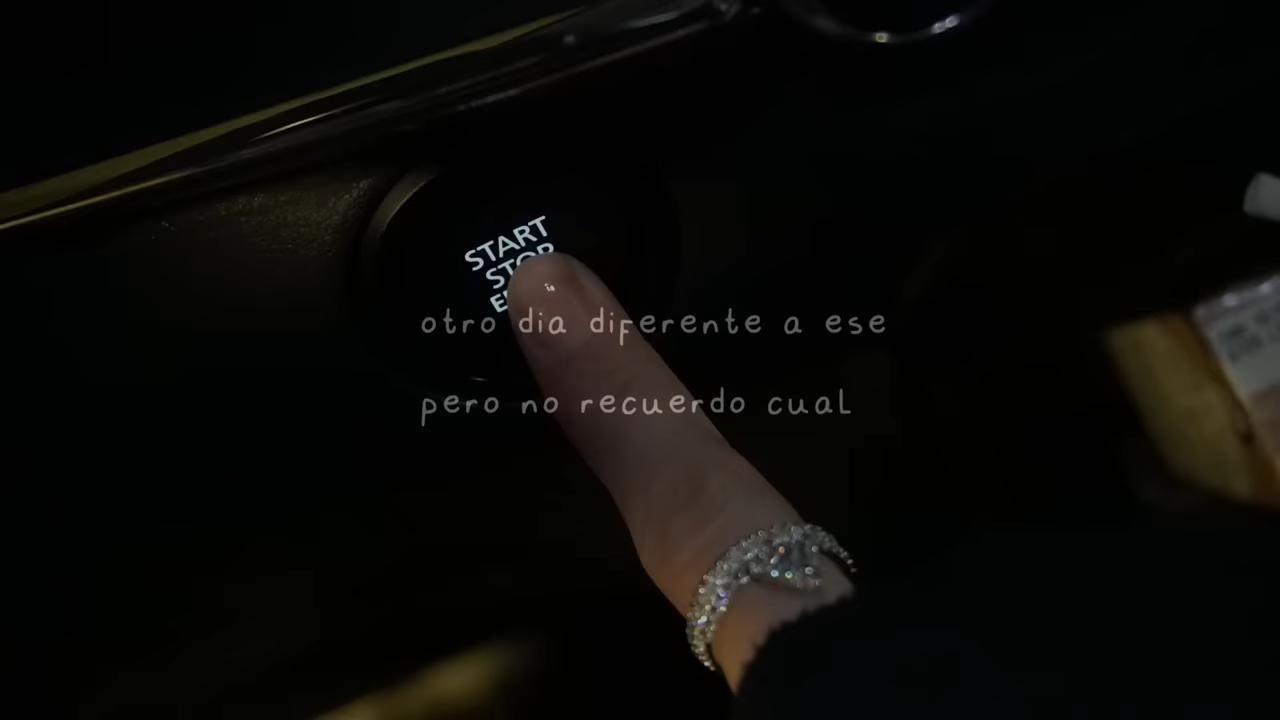 START
STOP
otro dia diferente a ese
pero no recuerdo cual